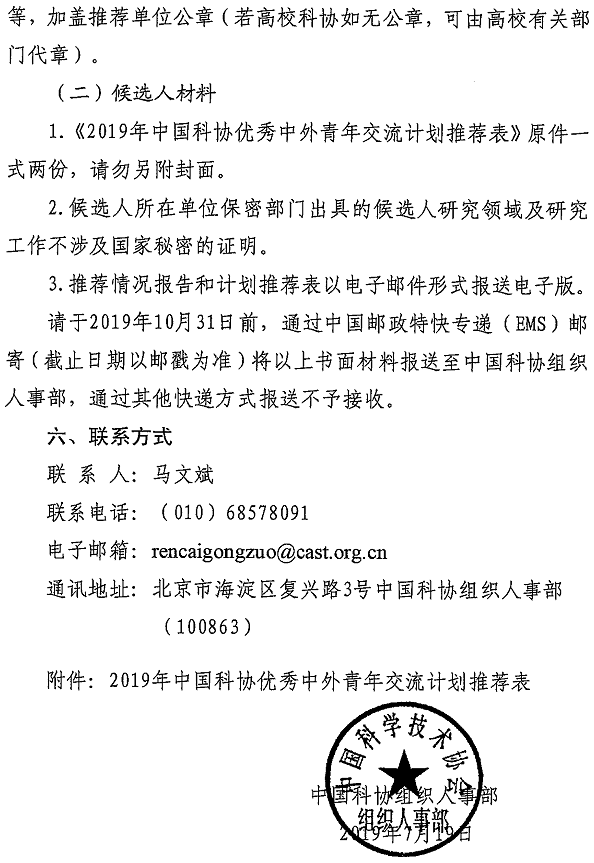 等，加盖推荐单位公章（若高校科协如无公章，可由高校有关部
门代章）。
（二）候选人材料
1.《2019年中国科协优秀中外青年交流计划推荐表》原件一
式两份，请勿另附封面。
2.候选人所在单位保密部门出具的候选人研究领域及研究
工作不涉及国家秘密的证明。
3.推荐情况报告和计划推荐表以电子邮件形式报送电子版。
请于2019年10月31日前，通过中国邮政特快专递（EMS）邮
寄（截止日期以邮戳为准）将以上书面材料报送至中国科协组织
人事部，通过其他快递方式报送不予接收。
六、联系方式
联 系 人：马文斌
联系电话：（010）68578091
电子邮箱：rencaigongzuo@cast.org.cn
通讯地址：北京市海淀区复兴路3号中国科协组织人事部
（100863）
附件：2019年中国科协优秀中外青年交流计划推荐表
中国科学技术协会
中国科协组织人事部
组织人事部
2019年7月19日